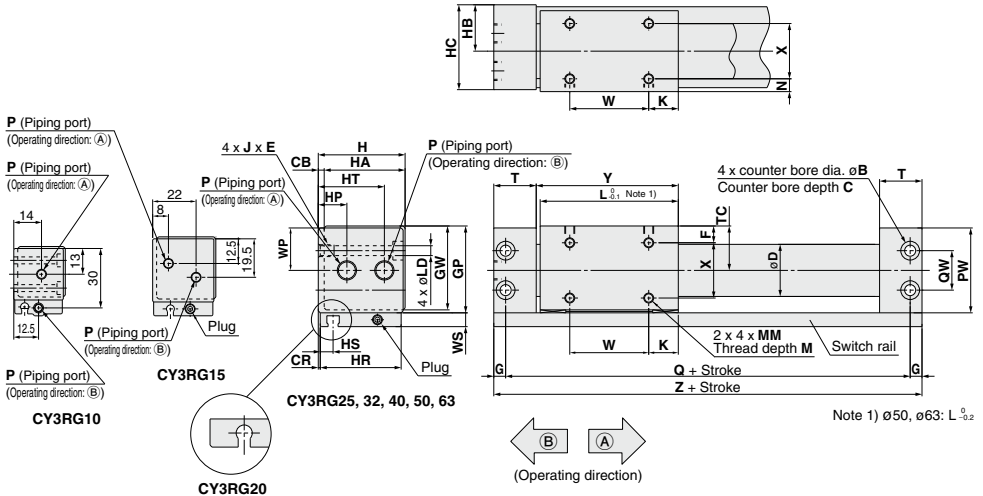 HC
HB
X
N
W
K
P (Piping port)
(Operating direction: Ⓐ)
P (Piping port)
(Operating direction: Ⓐ)
14
13
30
12.5
P (Piping port)
(Operating direction: Ⓑ)
CY3RG10
22
8
12.5
19.5
Plug
P (Piping port)
(Operating direction: Ⓑ)
CY3RG15
4 x J x E
P (Piping port)
(Operating direction: Ⓐ)
P (Piping port)
(Operating direction: Ⓑ)
H
CB
HA
HT
HP
WP
4 x øLD
GW
GP
WS
HS
CR
HR
Plug
CY3RG25, 32, 40, 50, 63
CY3RG20
T
Y
L 0 -0.1 Note 1)
TC
F
X
øD
4 x counter bore dia. øB
Counter bore depth C
T
QW
PW
W
K
2 x 4 x MM
Thread depth M
Switch rail
G
Q + Stroke
G
Z + Stroke
Note 1) ø50, ø63: L 0 -0.2
Ⓑ
Ⓐ
(Operating direction)